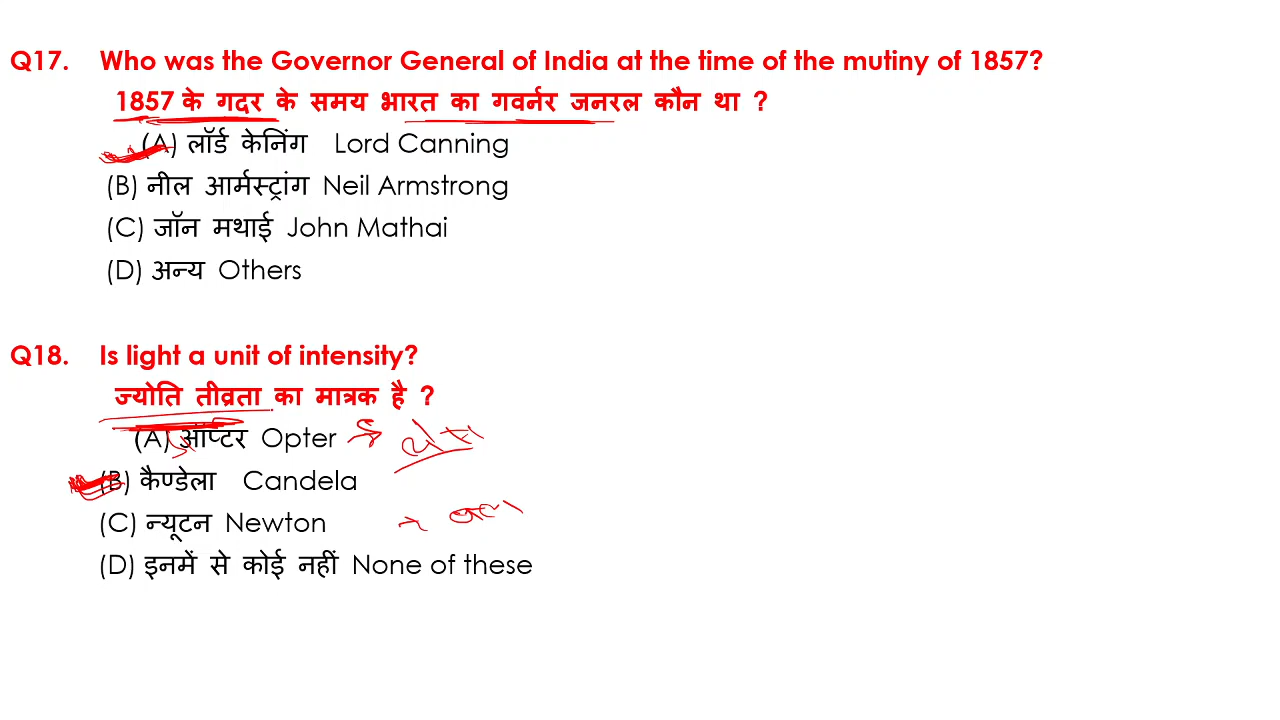 Q17. Who was the Governor General of India at the time of the mutiny of 1857?
1857 के गदर के समय भारत का गवर्नर जनरल कौन था ?
(A) लॉर्ड केनिंग Lord Canning
(B) नील आर्मस्ट्रांग Neil Armstrong
(C) जॉन मथाई John Mathai
(D) अन्य Others
Q18. Is light a unit of intensity?
ज्योति तीव्रता का मात्रक है ?
(A) ऑप्टर Opter
(B) कैण्डेला Candela
(C) न्यूटन Newton
(D) इनमें से कोई नहीं None of these